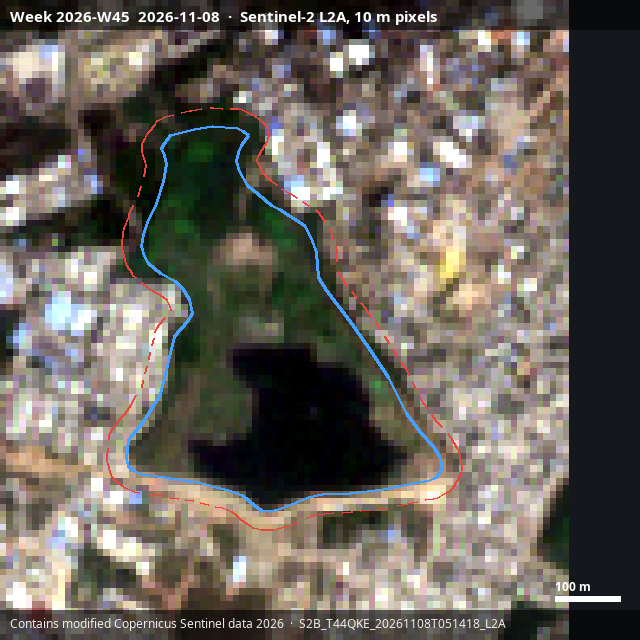 Week 2026-W45  2026-11-08  ·  Sentinel-2 L2A, 10 m pixels
100 m
Contains modified Copernicus Sentinel data 2026  ·  S2B_T44QKE_20261108T051418_L2A